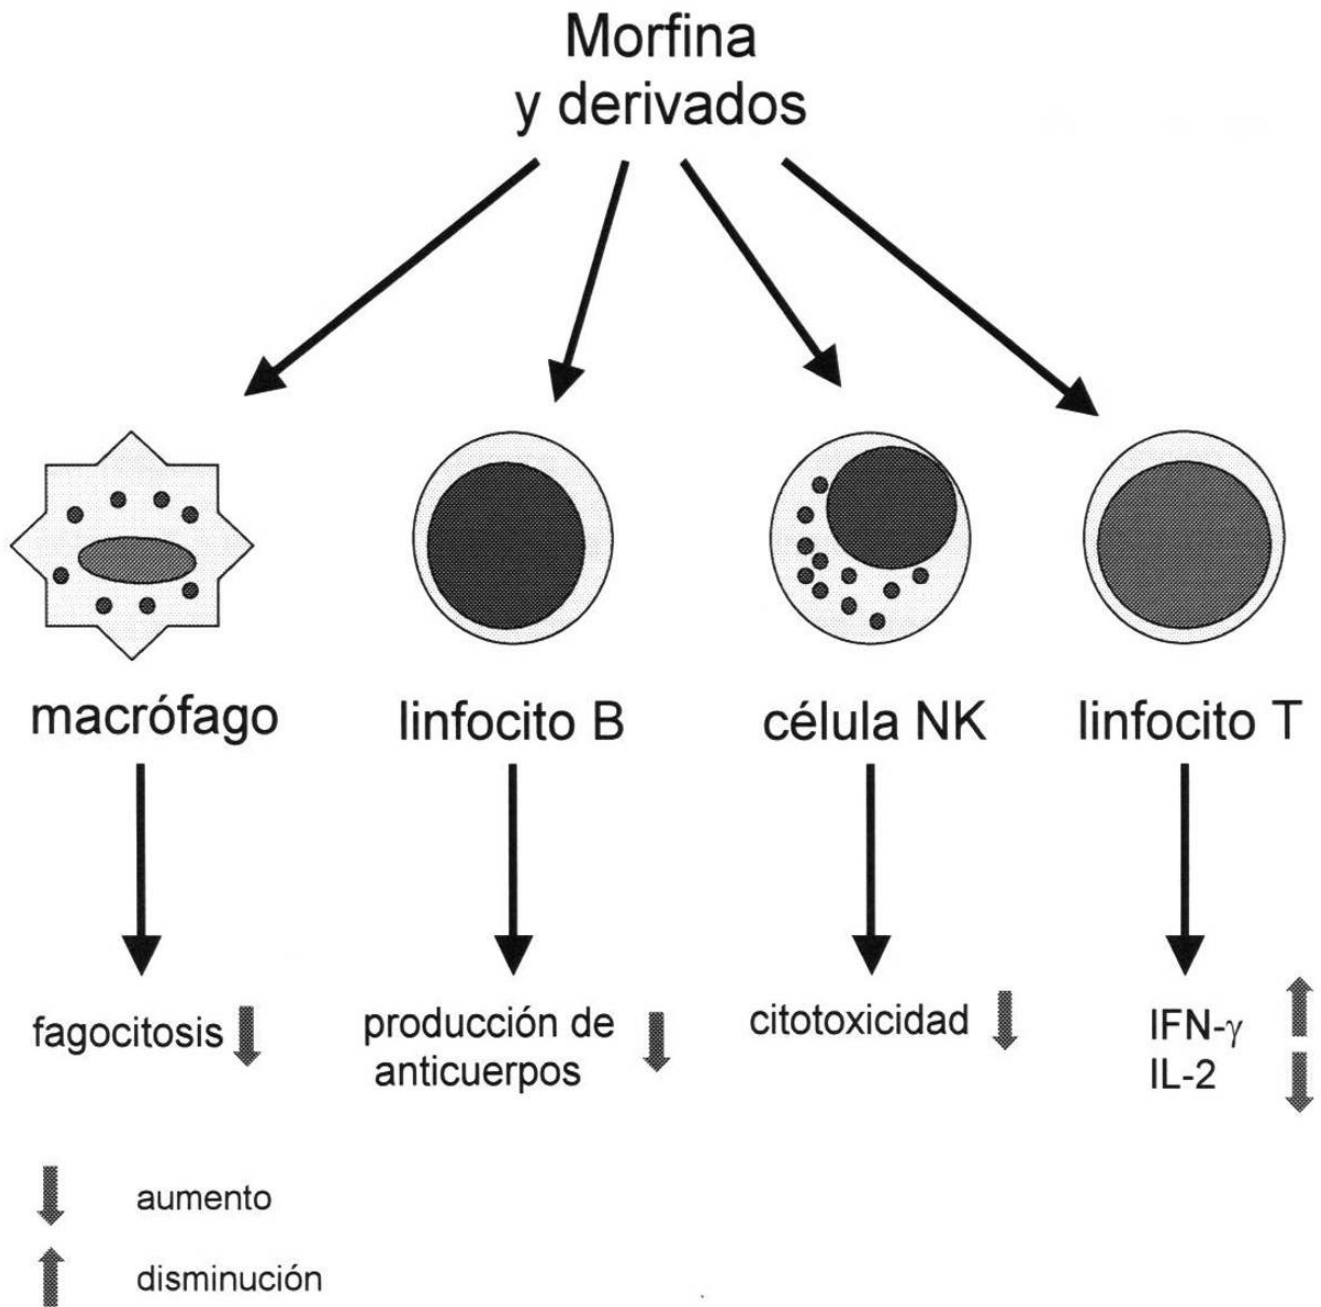 Morfina
y derivados
macrófago
linfocito B
célula NK
linfocito T
fagocitosis
producción de
anticuerpos
citotoxicidad
IFN-γ
IL-2
aumento
disminución